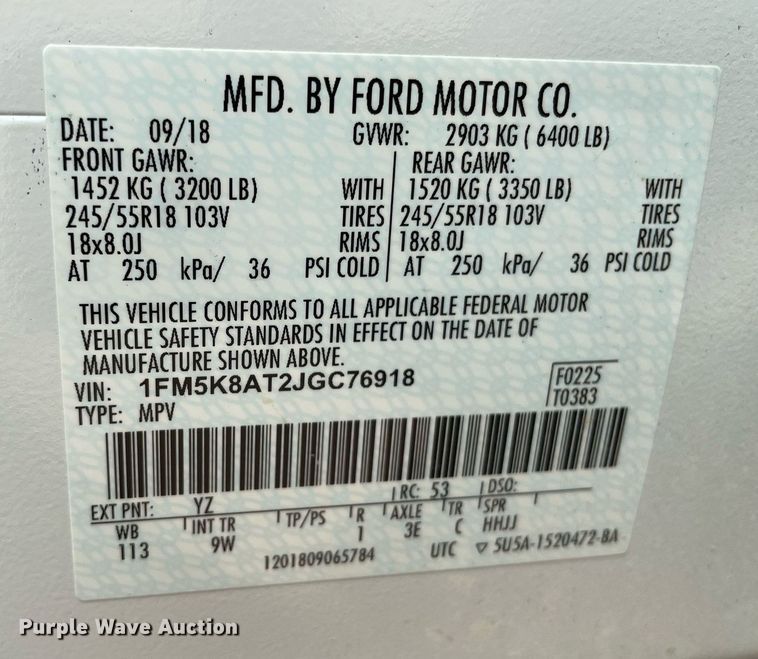 MFD. BY FORD MOTOR CO.
DATE: 09/18 GVWR: 2903 KG ( 6400 LB)
FRONT GAWR: REAR GAWR:
1452 KG ( 3200 LB) WITH 1520 KG ( 3350 LB) WITH
245/55R18 103V TIRES 245/55R18 103V TIRES
18x8.0J RIMS 18x8.0J RIMS
AT 250 kPa/ 36 PSI COLD AT 250 kPa/ 36 PSI COLD
THIS VEHICLE CONFORMS TO ALL APPLICABLE FEDERAL MOTOR
VEHICLE SAFETY STANDARDS IN EFFECT ON THE DATE OF
MANUFACTURE SHOWN ABOVE.
VIN: 1FM5K8AT2JGC76918 F0225
TYPE: MPV T0383
EXT PNT: YZ RC: 53 DSO:
WB INT TR TP/PS R AXLE TR SPR
113 9W 1 3E C HHJJ
1201809065784 UTC ▽ 5U5A-1520472-BA
Purple Wave Auction